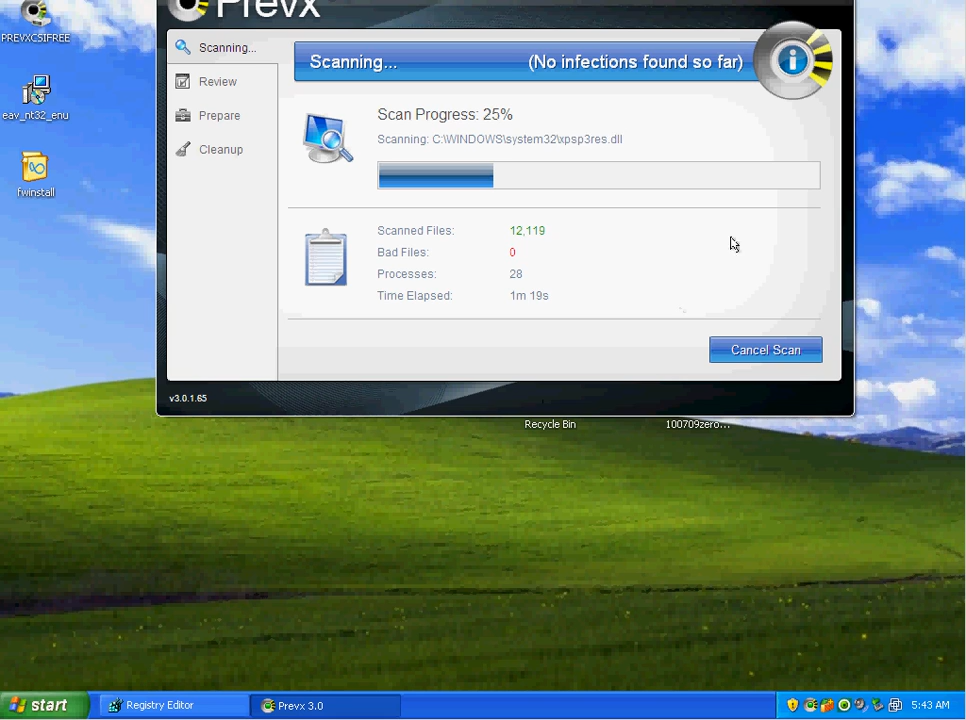 Prevx
PREVXCSIFREE
eav_nt32_enu
fwinstall
Scanning...
Review
Prepare
Cleanup
Scanning... (No infections found so far)
Scan Progress: 25%
Scanning: C:\WINDOWS\system32\xpsp3res.dll
Scanned Files: 12,119
Bad Files: 0
Processes: 28
Time Elapsed: 1m 19s
Cancel Scan
v3.0.1.65
Recycle Bin
100709zero...
start
Registry Editor
Prevx 3.0
5:43 AM